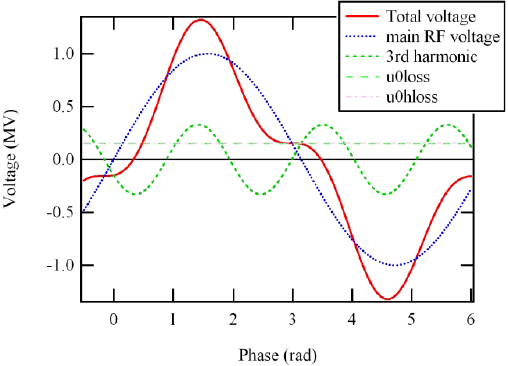 Total voltage
main RF voltage
3rd harmonic
u0loss
u0hloss
1.0
0.5
0.0
-0.5
-1.0
Voltage (MV)
0 1 2 3 4 5 6
Phase (rad)